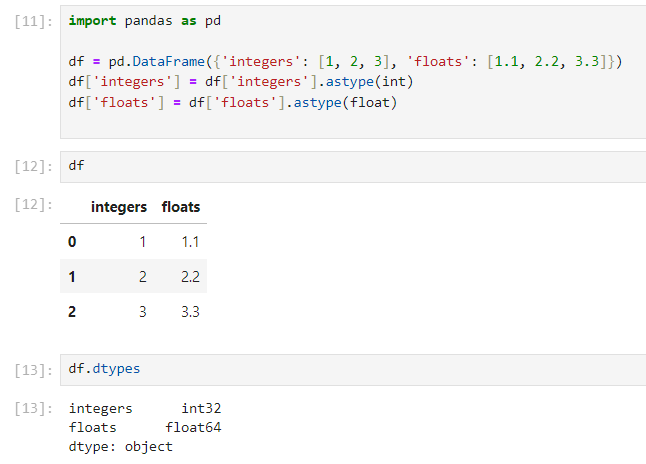 [11]: import pandas as pd
df = pd.DataFrame({'integers': [1, 2, 3], 'floats': [1.1, 2.2, 3.3]})
df['integers'] = df['integers'].astype(int)
df['floats'] = df['floats'].astype(float)
[12]: df
[12]: integers floats
0 1 1.1
1 2 2.2
2 3 3.3
[13]: df.dtypes
[13]: integers int32
floats float64
dtype: object